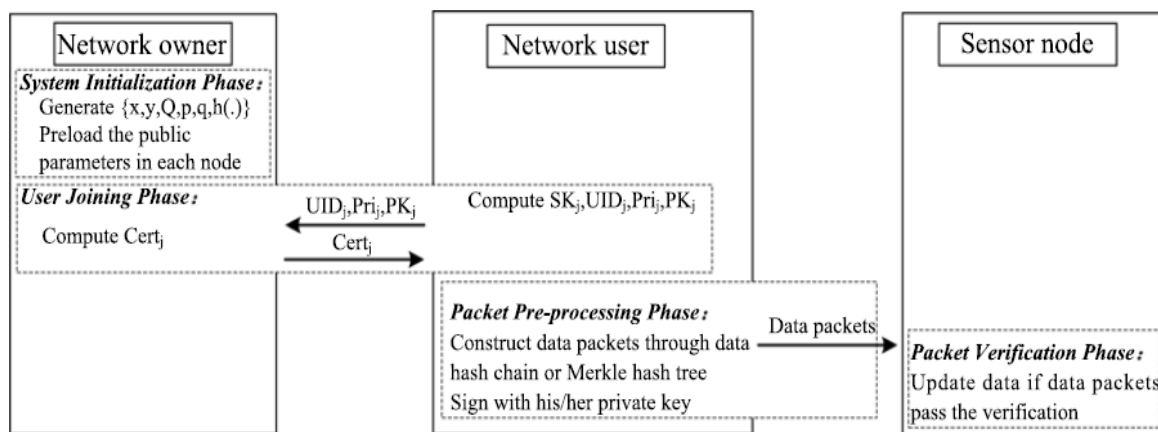 Network owner
System Initialization Phase：
Generate {x,y,Q,p,q,h(.)}
Preload the public
parameters in each node
User Joining Phase：
Compute Certj
Network user
UIDj,Prij,PKj
Certj
Compute SKj,UIDj,Prij,PKj
Packet Pre-processing Phase：
Construct data packets through data
hash chain or Merkle hash tree
Sign with his/her private key
Data packets
Sensor node
Packet Verification Phase：
Update data if data packets
pass the verification